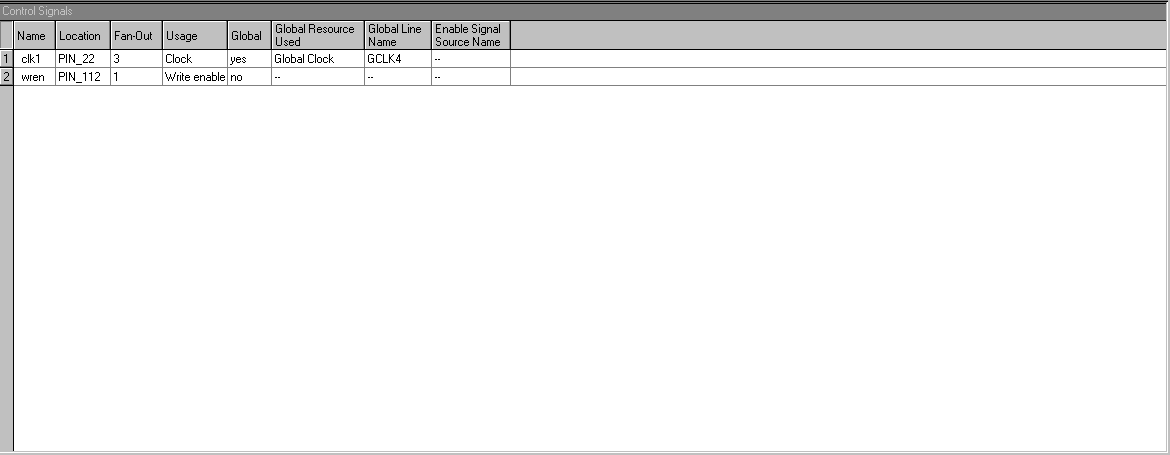 Control Signals
Name Location Fan-Out Usage Global Global Resource Used Global Line Name Enable Signal Source Name
1 clk1 PIN_22 3 Clock yes Global Clock GCLK4 --
2 wren PIN_112 1 Write enable no -- -- --